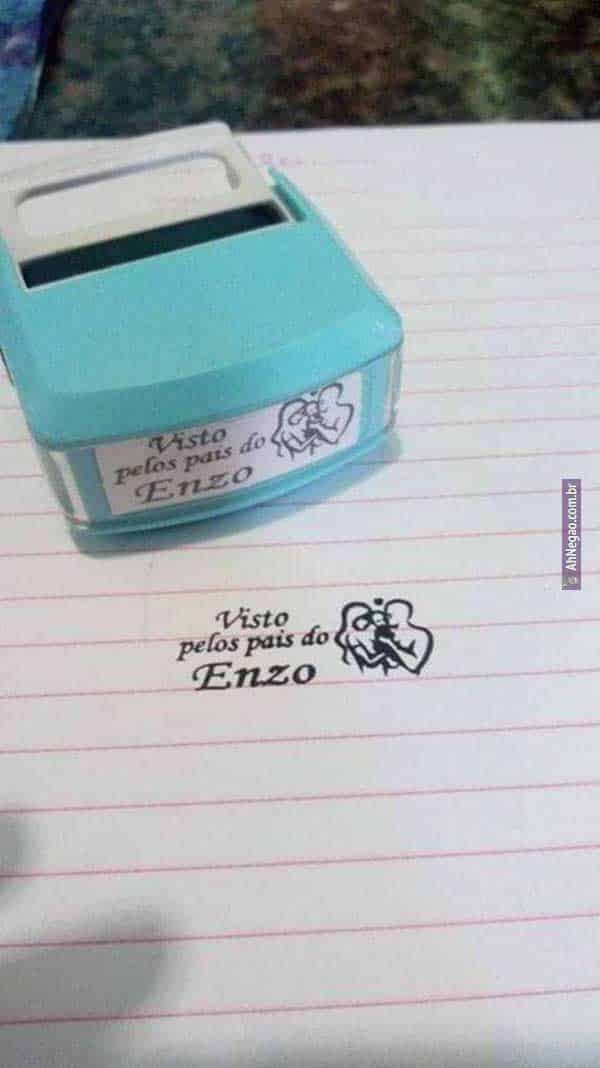 Visto
pelos pais do
Enzo
Visto
pelos pais do
Enzo
AhNegao.com.br